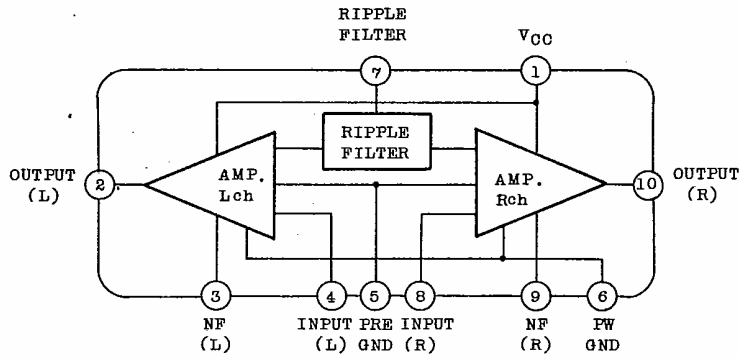 RIPPLE
FILTER
VCC
7
1
RIPPLE
FILTER
OUTPUT
(L)
2
AMP.
Lch
AMP.
Rch
10
OUTPUT
(R)
3
4
5
8
9
6
NF
(L)
INPUT
(L)
PRE
GND
INPUT
(R)
NF
(R)
PW
GND